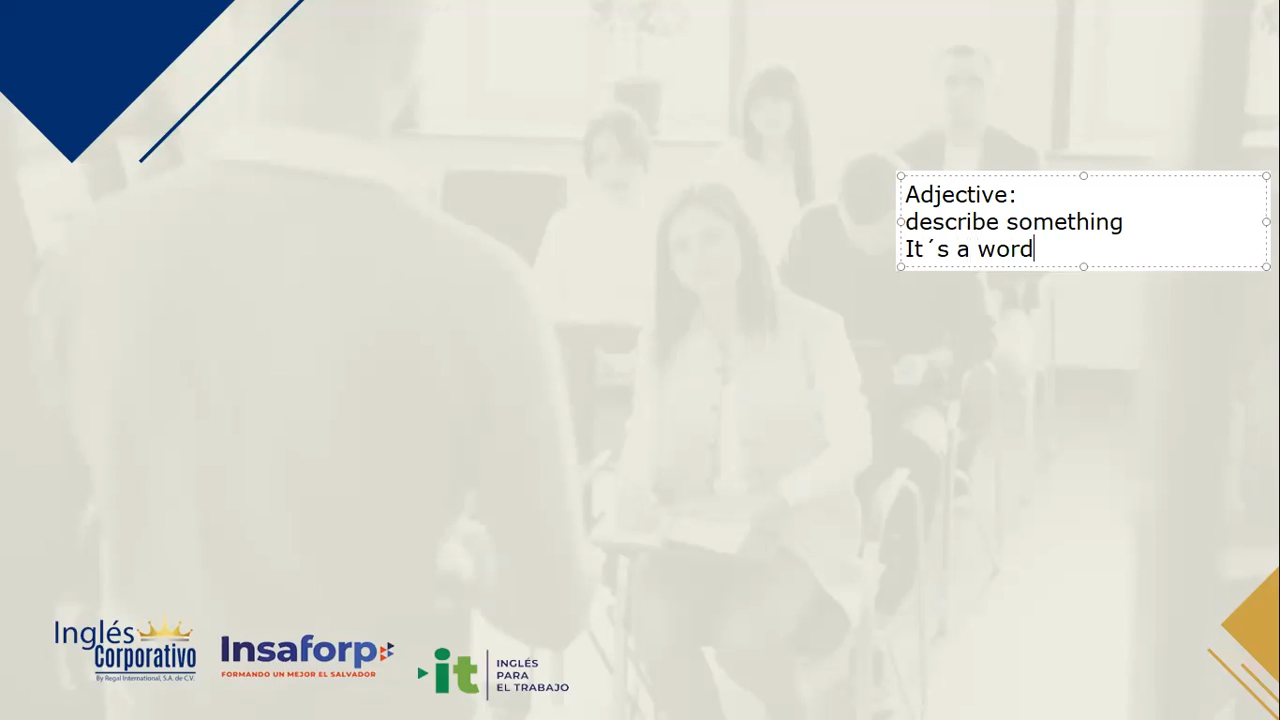 Adjective:
describe something
It´s a word
Inglés
Corporativo
By Regal International, S.A. de C.V.
Insaforp
FORMANDO UN MEJOR EL SALVADOR
it
INGLÉS
PARA
EL TRABAJO